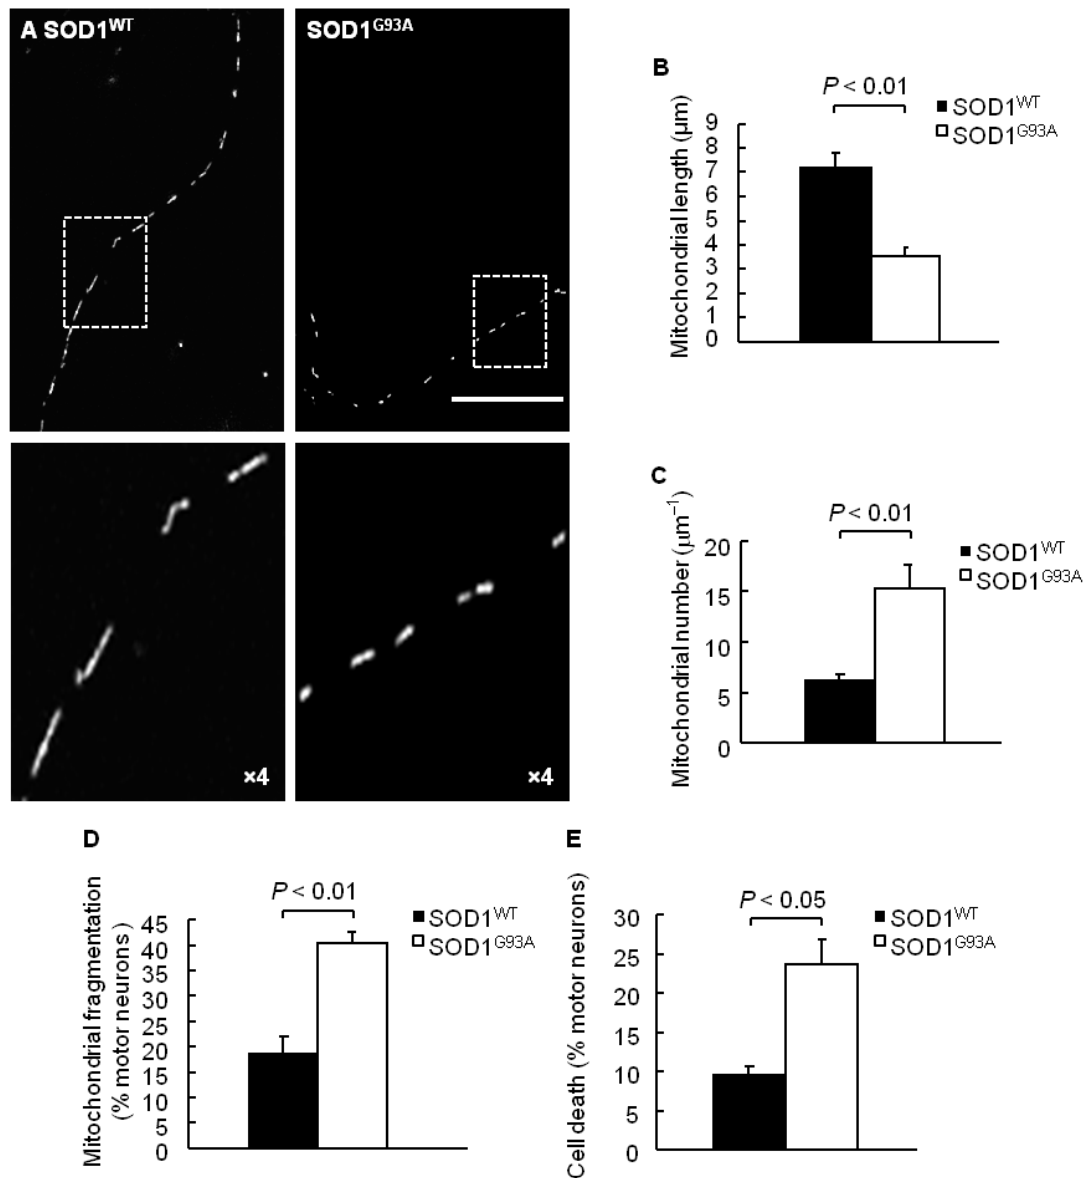 A SOD1WT
SOD1G93A
×4
×4
B
P < 0.01
SOD1WT
SOD1G93A
Mitochondrial length (µm)
9
8
7
6
5
4
3
2
1
0
C
P < 0.01
SOD1WT
SOD1G93A
Mitochondrial number (µm−1)
20
15
10
5
0
D
P < 0.01
SOD1WT
SOD1G93A
Mitochondrial fragmentation
(% motor neurons)
45
40
35
30
25
20
15
10
5
0
E
P < 0.05
SOD1WT
SOD1G93A
Cell death (% motor neurons)
30
25
20
15
10
5
0